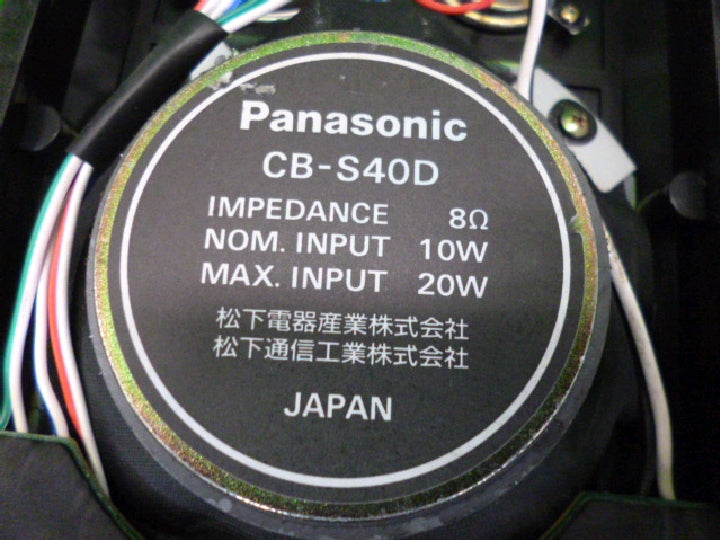 Panasonic
CB-S40D
IMPEDANCE 8Ω
NOM. INPUT 10W
MAX. INPUT 20W
松下電器産業株式会社
松下通信工業株式会社
JAPAN